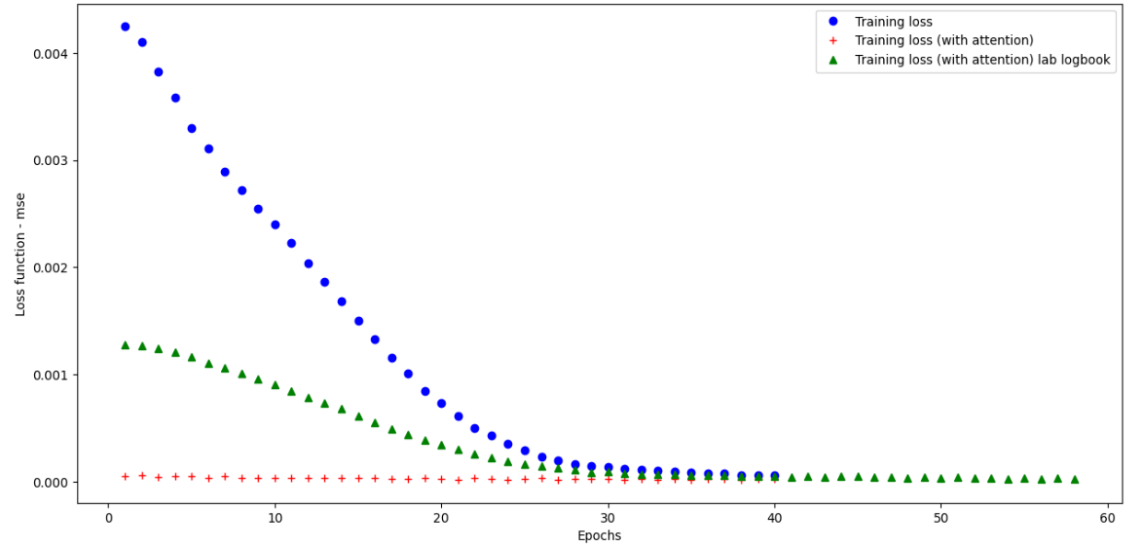 Training loss
Training loss (with attention)
Training loss (with attention) lab logbook
0.004
0.003
0.002
0.001
0.000
Loss function - mse
0 10 20 30 40 50 60
Epochs